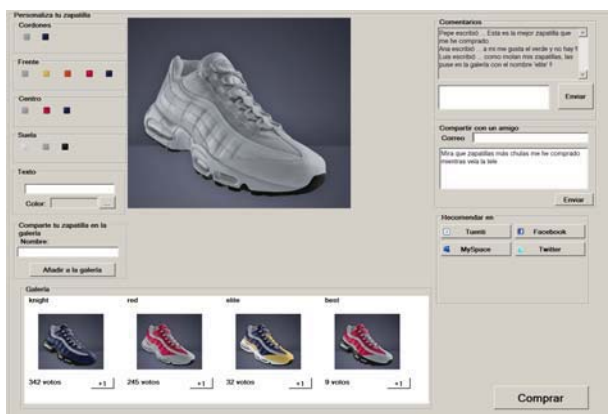 Personaliza tu zapatilla
Cordones
Frente
Centro
Suela
Texto
Color:
...
Comparte tu zapatilla en la
galería
Nombre:
Añadir a la galería
Comentarios
Pepe escribió ... Esta es la mejor zapatilla que
me he comprado
Ana escribió ... a mi me gusta el verde y no hay !!
Luis escribió ... como molan mis zapatillas, las
puse en la galería con el nombre 'elite' !!
Enviar
Compartir con un amigo
Correo
Mira que zapatillas más chulas me he comprado
mientras veía la tele
Enviar
Recomendar en
Tuenti
Facebook
MySpace
Twitter
Galería
knight
red
elite
best
342 votos
+1
245 votos
+1
32 votos
+1
9 votos
+1
Comprar